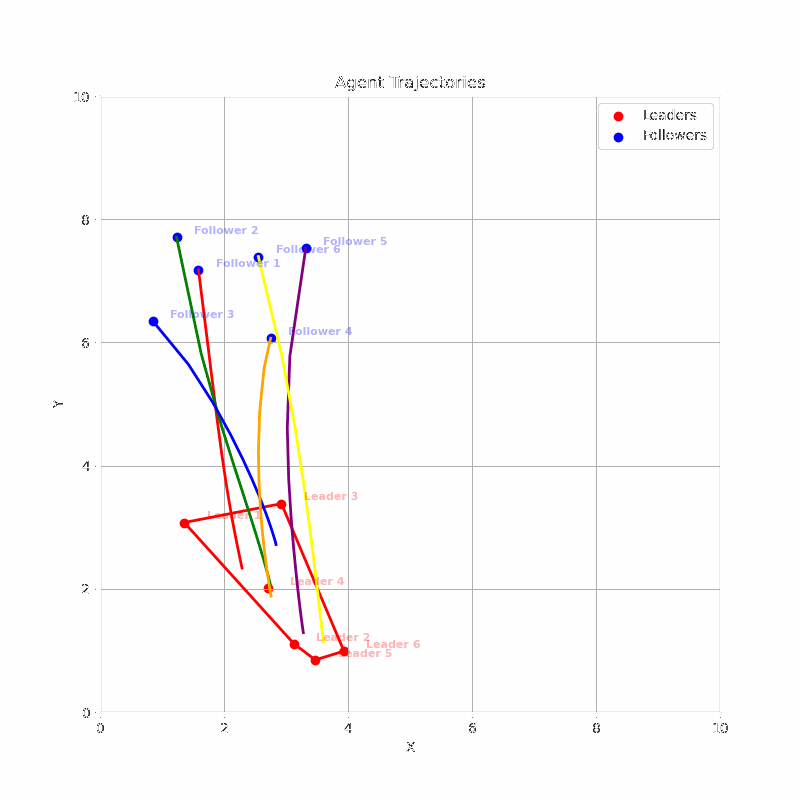 Agent Trajectories
10
Leaders
Followers
8
Follower 2
Follower 5
Follower 6
Follower 1
Follower 3
6
Follower 4
Y
4
Leader 3
Leader 1
2
Leader 4
Leader 2
Leader 6
Leader 5
0
0 2 4 6 8 10
X